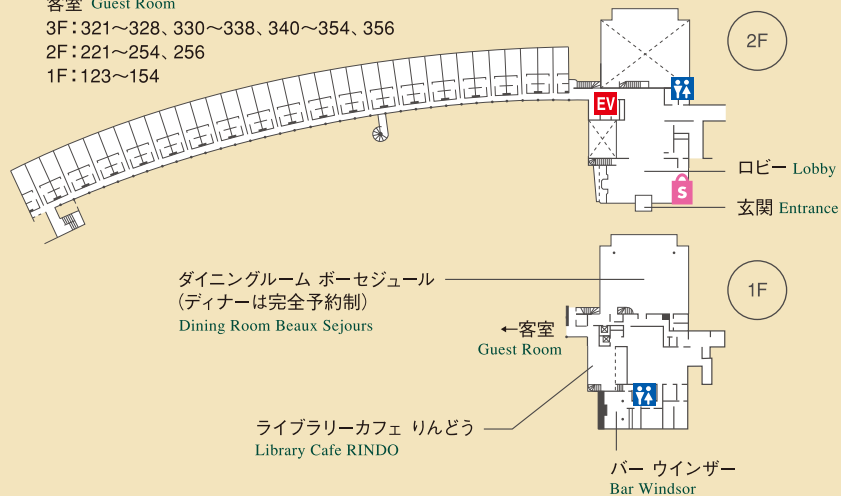 客室 Guest Room
3F：321〜328、330〜338、340〜354、356
2F：221〜254、256
1F：123〜154
2F
EV
ロビー Lobby
S
玄関 Entrance
1F
ダイニングルーム ボーセジュール
(ディナーは完全予約制)
Dining Room Beaux Sejours
←客室
Guest Room
ライブラリーカフェ りんどう
Library Cafe RINDO
バー ウインザー
Bar Windsor